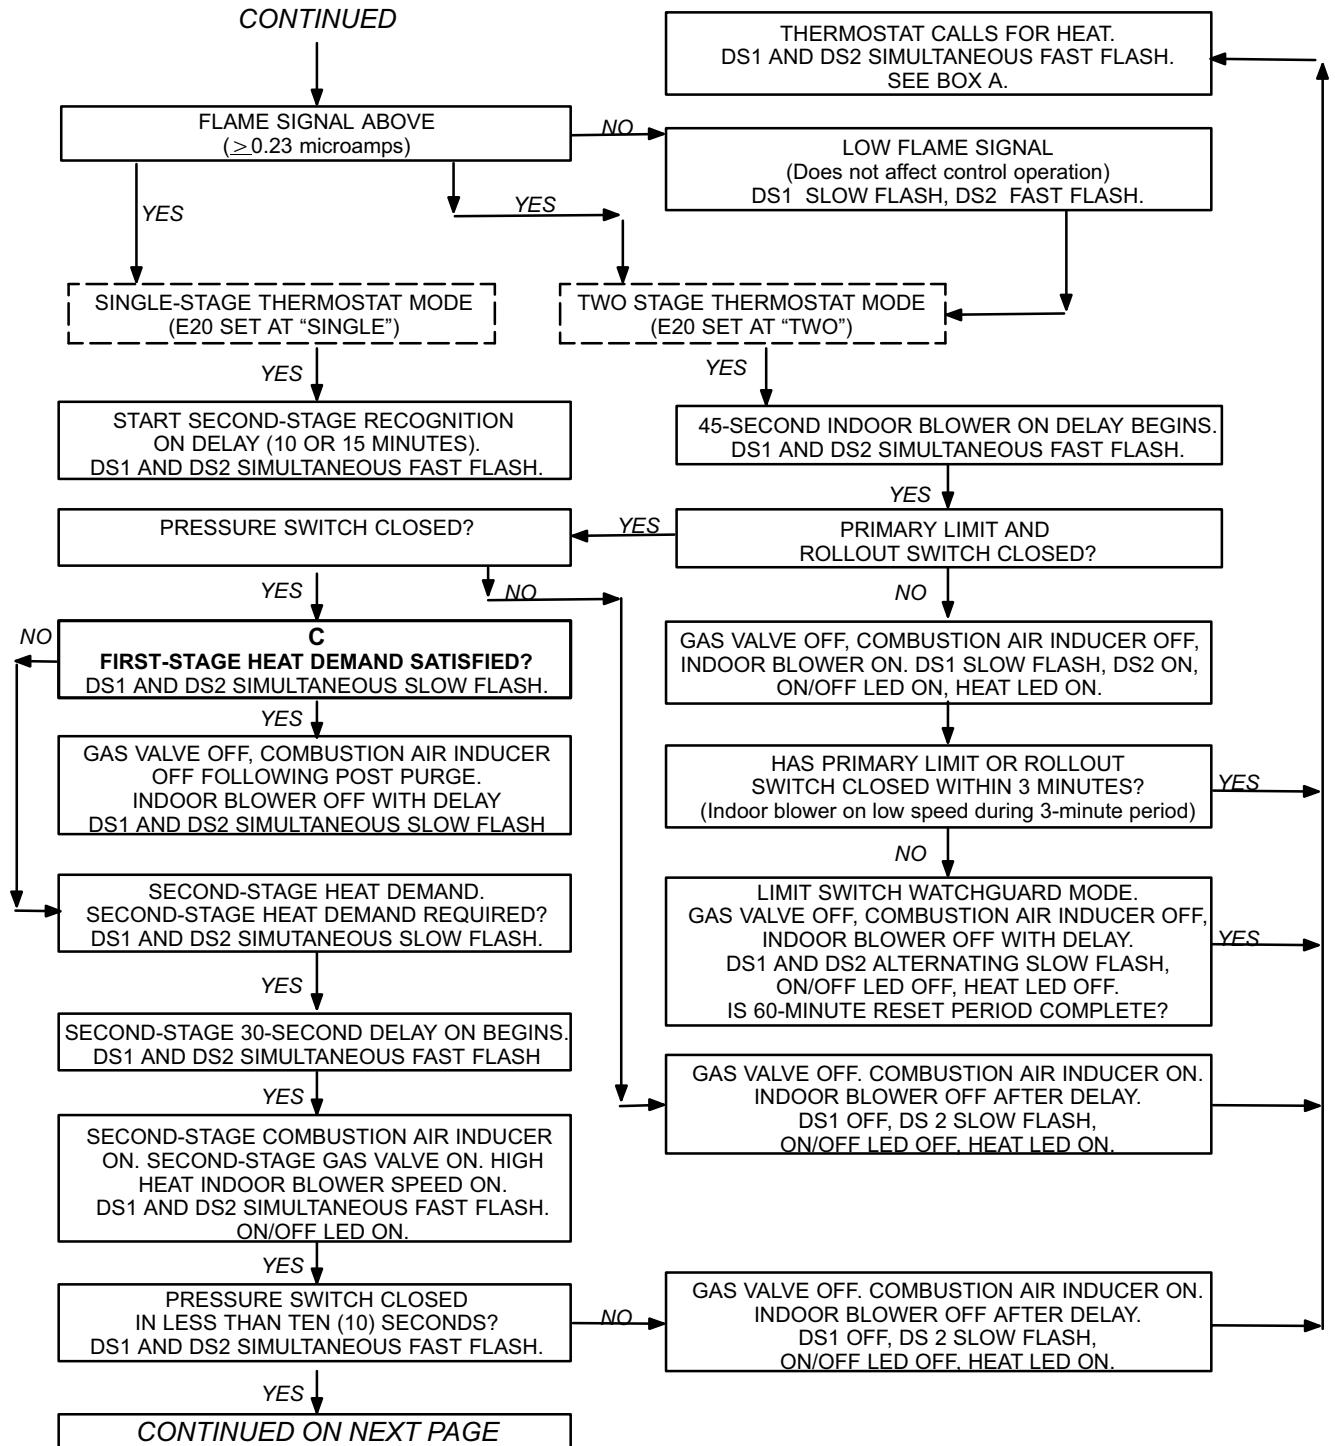 CONTINUED
THERMOSTAT CALLS FOR HEAT.
DS1 AND DS2 SIMULTANEOUS FAST FLASH.
SEE BOX A.
FLAME SIGNAL ABOVE
(≥0.23 microamps)
NO
LOW FLAME SIGNAL
(Does not affect control operation)
DS1 SLOW FLASH, DS2 FAST FLASH.
YES
YES
SINGLE-STAGE THERMOSTAT MODE
(E20 SET AT “SINGLE”)
TWO STAGE THERMOSTAT MODE
(E20 SET AT “TWO”)
YES
YES
START SECOND-STAGE RECOGNITION
ON DELAY (10 OR 15 MINUTES).
DS1 AND DS2 SIMULTANEOUS FAST FLASH.
45-SECOND INDOOR BLOWER ON DELAY BEGINS.
DS1 AND DS2 SIMULTANEOUS FAST FLASH.
YES
PRESSURE SWITCH CLOSED?
YES
PRIMARY LIMIT AND
ROLLOUT SWITCH CLOSED?
YES
NO
NO
NO
C
FIRST-STAGE HEAT DEMAND SATISFIED?
DS1 AND DS2 SIMULTANEOUS SLOW FLASH.
GAS VALVE OFF, COMBUSTION AIR INDUCER OFF,
INDOOR BLOWER ON. DS1 SLOW FLASH, DS2 ON,
ON/OFF LED ON, HEAT LED ON.
YES
GAS VALVE OFF, COMBUSTION AIR INDUCER
OFF FOLLOWING POST PURGE.
INDOOR BLOWER OFF WITH DELAY
DS1 AND DS2 SIMULTANEOUS SLOW FLASH
HAS PRIMARY LIMIT OR ROLLOUT
SWITCH CLOSED WITHIN 3 MINUTES?
(Indoor blower on low speed during 3-minute period)
YES
NO
SECOND-STAGE HEAT DEMAND.
SECOND-STAGE HEAT DEMAND REQUIRED?
DS1 AND DS2 SIMUTANEOUS SLOW FLASH.
LIMIT SWITCH WATCHGUARD MODE.
GAS VALVE OFF, COMBUSTION AIR INDUCER OFF,
INDOOR BLOWER OFF WITH DELAY.
DS1 AND DS2 ALTERNATING SLOW FLASH,
ON/OFF LED OFF, HEAT LED OFF.
IS 60-MINUTE RESET PERIOD COMPLETE?
YES
YES
SECOND-STAGE 30-SECOND DELAY ON BEGINS.
DS1 AND DS2 SIMULTANEOUS FAST FLASH
GAS VALVE OFF. COMBUSTION AIR INDUCER ON.
INDOOR BLOWER OFF AFTER DELAY.
DS1 OFF, DS 2 SLOW FLASH,
ON/OFF LED OFF, HEAT LED ON.
YES
SECOND-STAGE COMBUSTION AIR INDUCER
ON. SECOND-STAGE GAS VALVE ON. HIGH
HEAT INDOOR BLOWER SPEED ON.
DS1 AND DS2 SIMULTANEOUS FAST FLASH.
ON/OFF LED ON.
YES
PRESSURE SWITCH CLOSED
IN LESS THAN TEN (10) SECONDS?
DS1 AND DS2 SIMULTANEOUS FAST FLASH.
NO
GAS VALVE OFF. COMBUSTION AIR INDUCER ON.
INDOOR BLOWER OFF AFTER DELAY.
DS1 OFF, DS 2 SLOW FLASH,
ON/OFF LED OFF, HEAT LED ON.
YES
CONTINUED ON NEXT PAGE